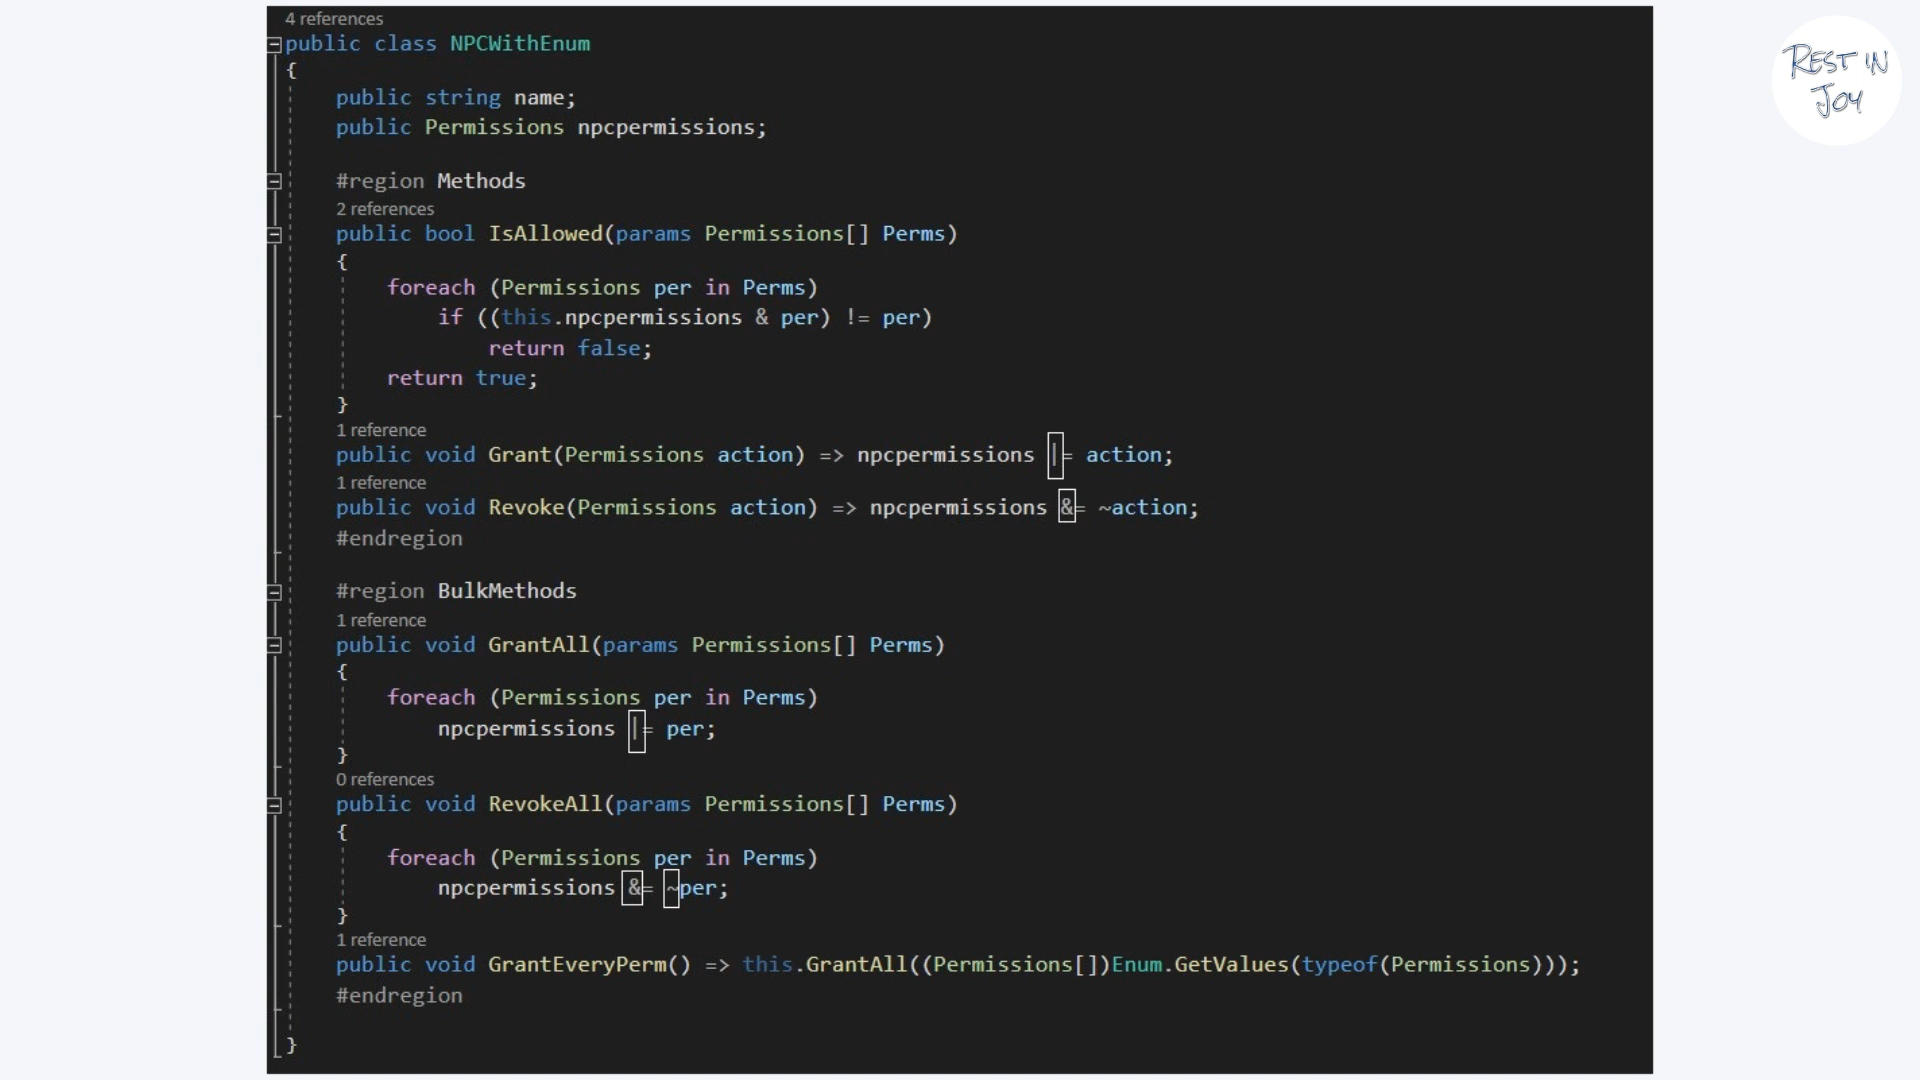 4 references
public class NPCWithEnum
{
public string name;
public Permissions npcpermissions;
#region Methods
2 references
public bool IsAllowed(params Permissions[] Perms)
{
foreach (Permissions per in Perms)
if ((this.npcpermissions & per) != per)
return false;
return true;
}
1 reference
public void Grant(Permissions action) => npcpermissions |= action;
1 reference
public void Revoke(Permissions action) => npcpermissions &= ~action;
#endregion
#region BulkMethods
1 reference
public void GrantAll(params Permissions[] Perms)
{
foreach (Permissions per in Perms)
npcpermissions |= per;
}
0 references
public void RevokeAll(params Permissions[] Perms)
{
foreach (Permissions per in Perms)
npcpermissions &= ~per;
}
1 reference
public void GrantEveryPerm() => this.GrantAll((Permissions[])Enum.GetValues(typeof(Permissions)));
#endregion
}
REST IN
JOY